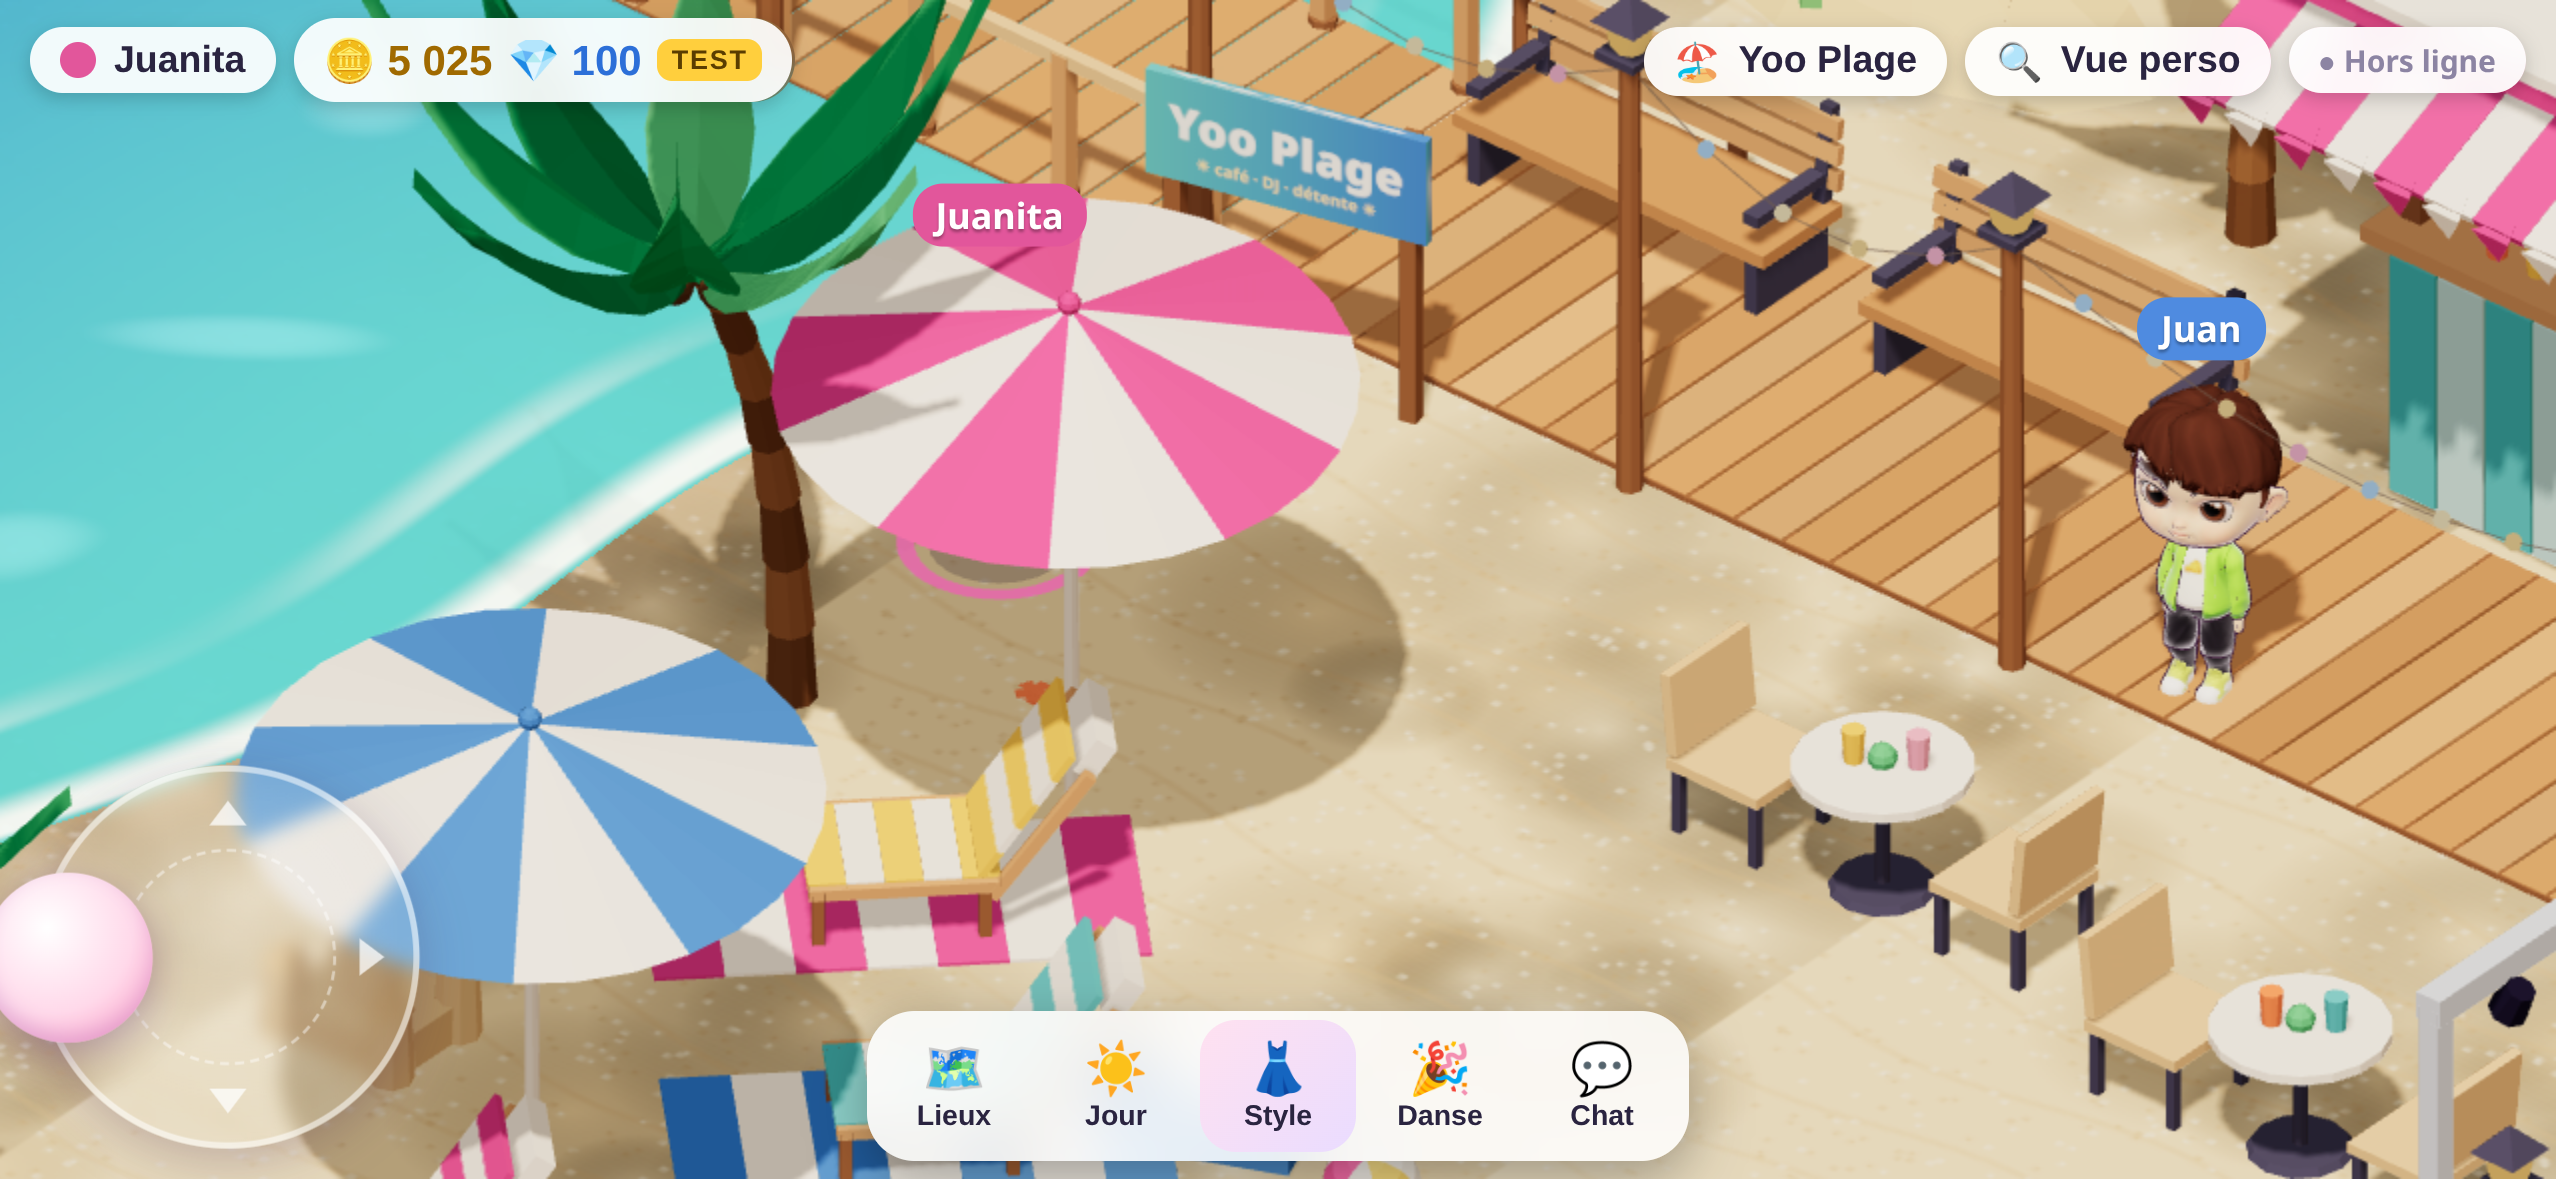 Juanita
5 025 100 TEST
Yoo Plage
Vue perso
● Hors ligne
Yoo Plage
☀ café - DJ - détente ☀
Juanita
Juan
Lieux
Jour
Style
Danse
Chat